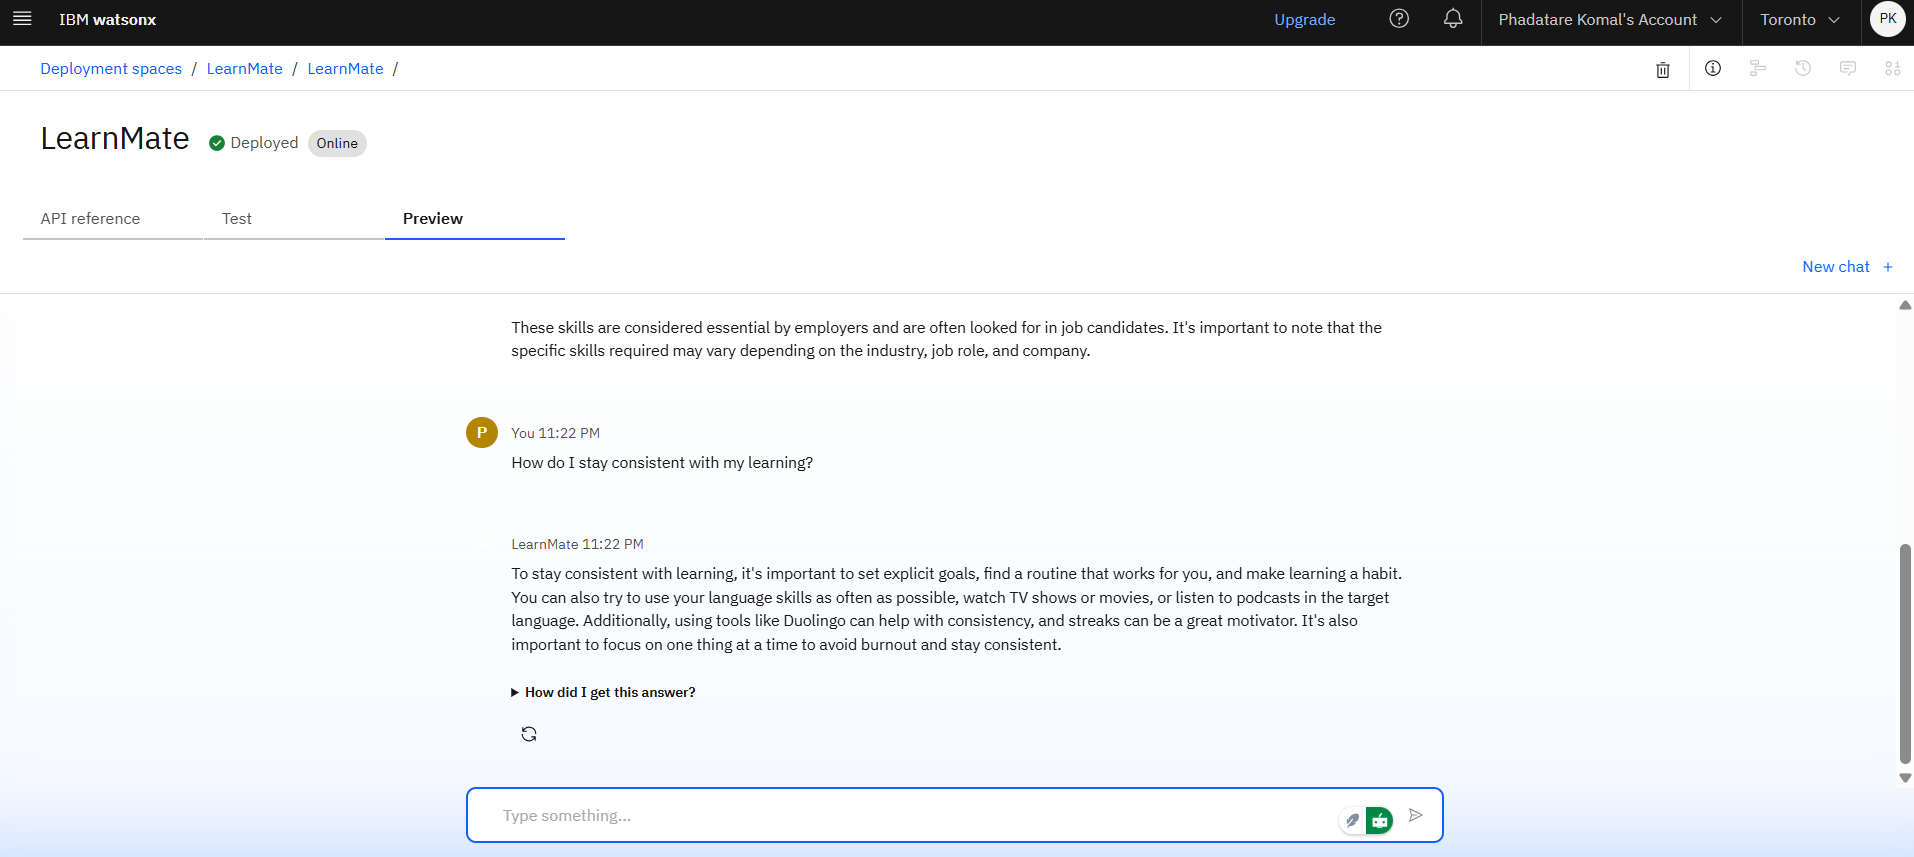 IBM watsonx
Upgrade
Phadatare Komal's Account
Toronto
PK
Deployment spaces / LearnMate / LearnMate /
LearnMate
Deployed
Online
API reference
Test
Preview
New chat +
These skills are considered essential by employers and are often looked for in job candidates. It's important to note that the
specific skills required may vary depending on the industry, job role, and company.
P
You 11:22 PM
How do I stay consistent with my learning?
LearnMate 11:22 PM
To stay consistent with learning, it's important to set explicit goals, find a routine that works for you, and make learning a habit.
You can also try to use your language skills as often as possible, watch TV shows or movies, or listen to podcasts in the target
language. Additionally, using tools like Duolingo can help with consistency, and streaks can be a great motivator. It's also
important to focus on one thing at a time to avoid burnout and stay consistent.
How did I get this answer?
Type something...